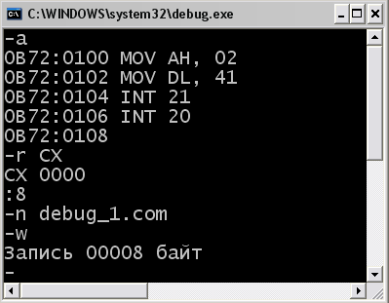 C:\WINDOWS\system32\debug.exe
-a
0B72:0100 MOV AH, 02
0B72:0102 MOV DL, 41
0B72:0104 INT 21
0B72:0106 INT 20
0B72:0108
-r CX
CX 0000
:8
-n debug_1.com
-w
Запись 00008 байт
-